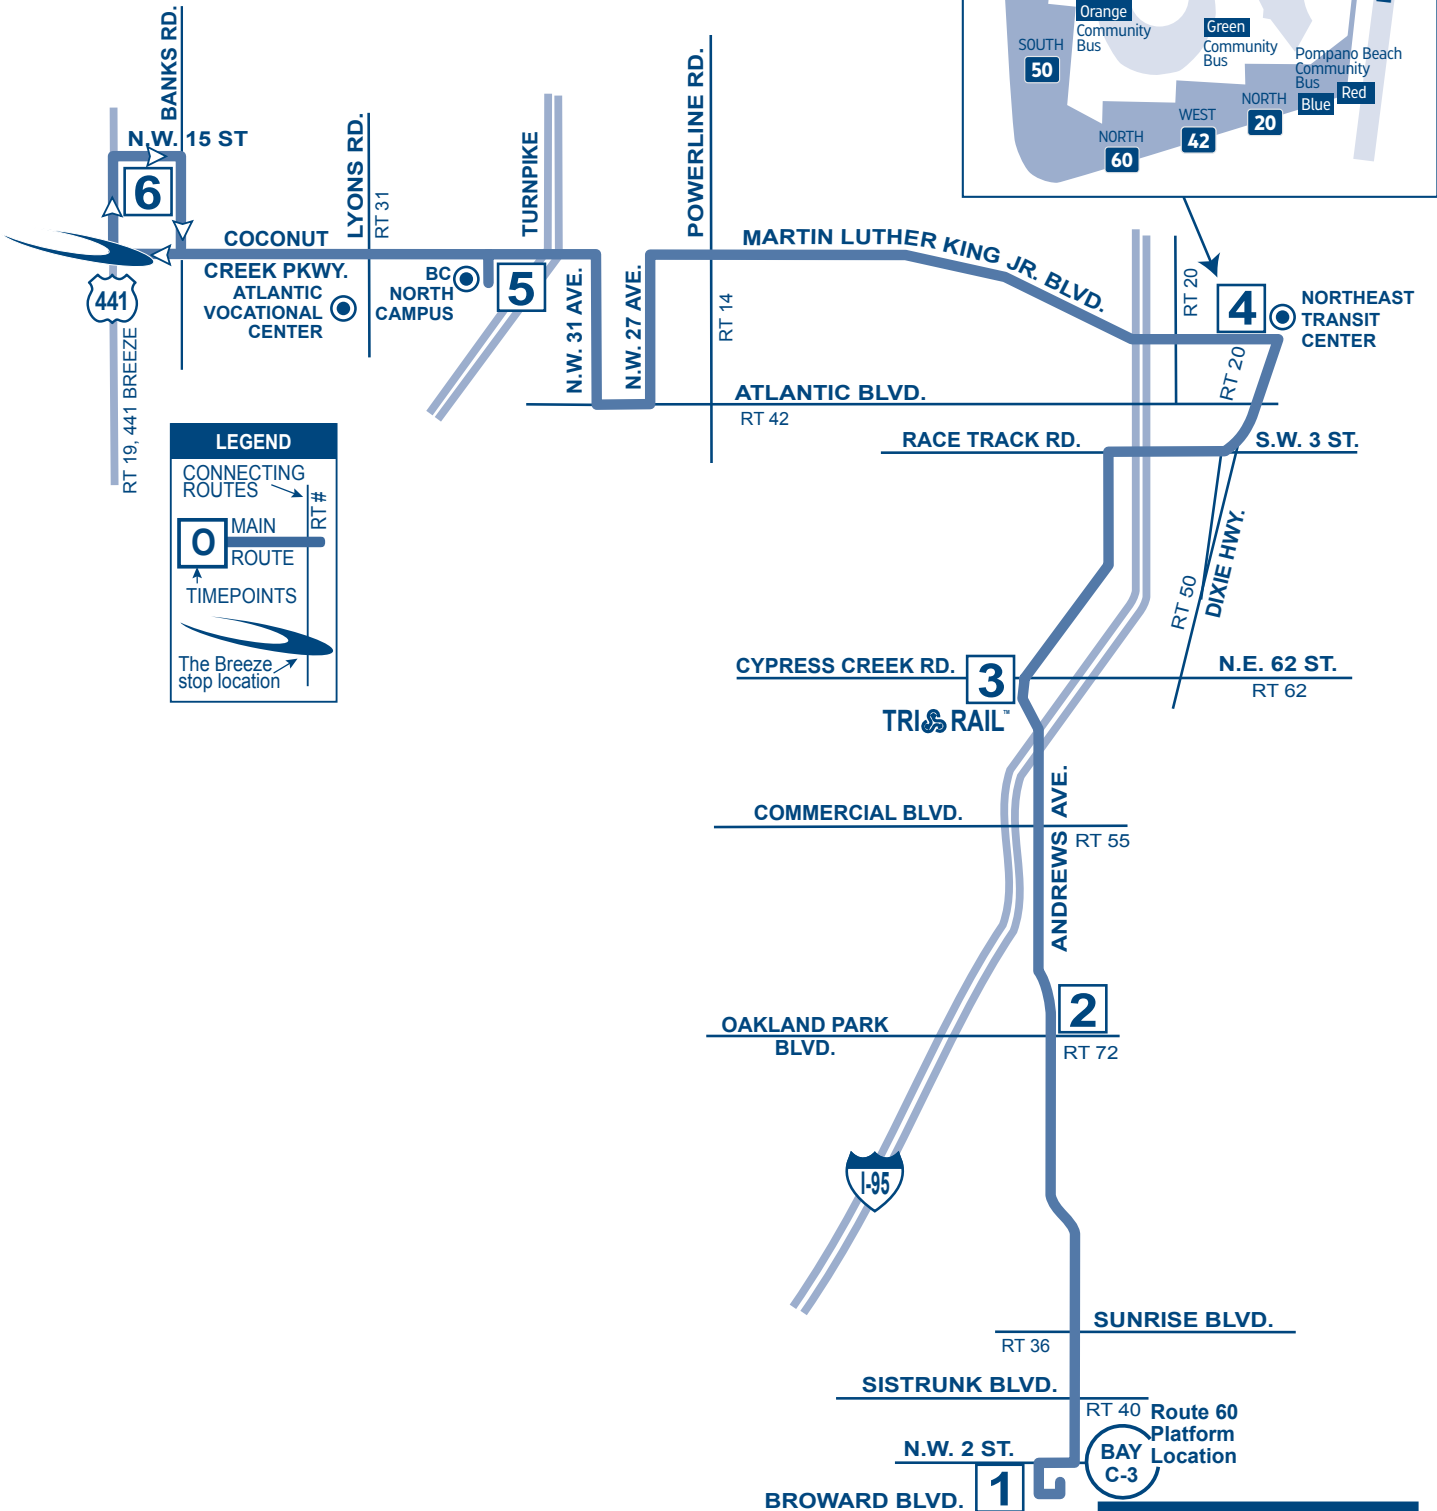 Orange
Community
Bus
Green
Community
Bus
SOUTH
50
Pompano Beach
Community
Bus
Blue
Red
NORTH
20
WEST
42
NORTH
60
BANKS RD.
N.W. 15 ST
6
LYONS RD.
RT 31
TURNPIKE
POWERLINE RD.
RT 14
COCONUT
CREEK PKWY.
ATLANTIC
VOCATIONAL
CENTER
441
RT 19, 441 BREEZE
BC
NORTH
CAMPUS
5
N.W. 31 AVE.
N.W. 27 AVE.
MARTIN LUTHER KING JR. BLVD.
RT 20
4
NORTHEAST
TRANSIT
CENTER
RT 20
ATLANTIC BLVD.
RT 42
RACE TRACK RD.
S.W. 3 ST.
LEGEND
CONNECTING
ROUTES
RT #
O
MAIN
ROUTE
TIMEPOINTS
The Breeze
stop location
RT 50
DIXIE HWY.
CYPRESS CREEK RD.
3
N.E. 62 ST.
RT 62
TRI RAIL™
COMMERCIAL BLVD.
RT 55
ANDREWS AVE.
2
OAKLAND PARK
BLVD.
RT 72
I-95
SUNRISE BLVD.
RT 36
SISTRUNK BLVD.
RT 40
Route 60
Platform
Location
BAY
C-3
N.W. 2 ST.
1
BROWARD BLVD.